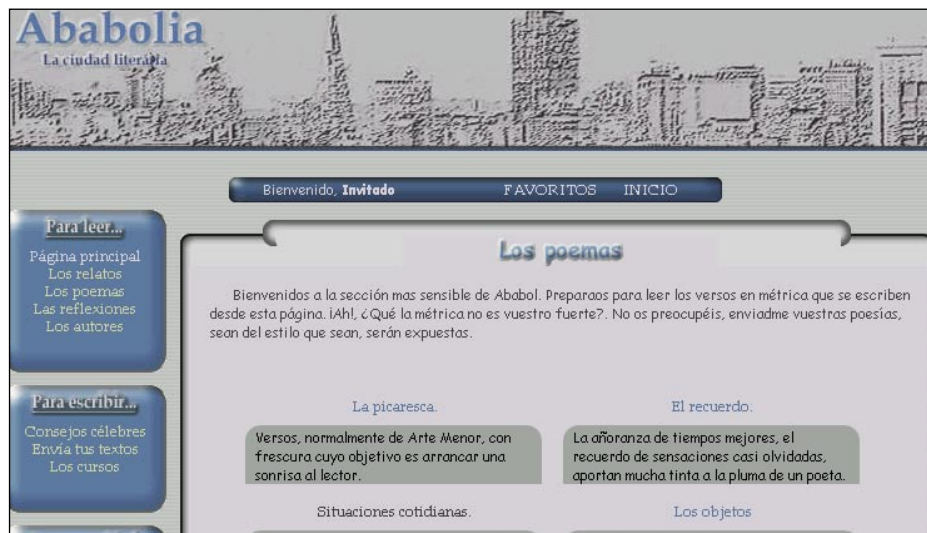 Ababolia
La ciudad literaria
Bienvenido, Invitado
FAVORITOS
INICIO
Para leer...
Página principal
Los relatos
Los poemas
Las reflexiones
Los autores
Para escribir...
Consejos célebres
Envía tus textos
Los cursos
Los poemas
Bienvenidos a la sección mas sensible de Ababol. Preparaos para leer los versos en métrica que se escriben
desde esta página. ¡Ah!, ¿Qué la métrica no es vuestro fuerte?. No os preocupéis, enviadme vuestras poesías,
sean del estilo que sean, serán expuestas.
La picaresca.
Versos, normalmente de Arte Menor, con
frescura cuyo objetivo es arrancar una
sonrisa al lector.
El recuerdo.
La añoranza de tiempos mejores, el
recuerdo de sensaciones casi olvidadas,
aportan mucha tinta a la pluma de un poeta.
Situaciones cotidianas.
Los objetos